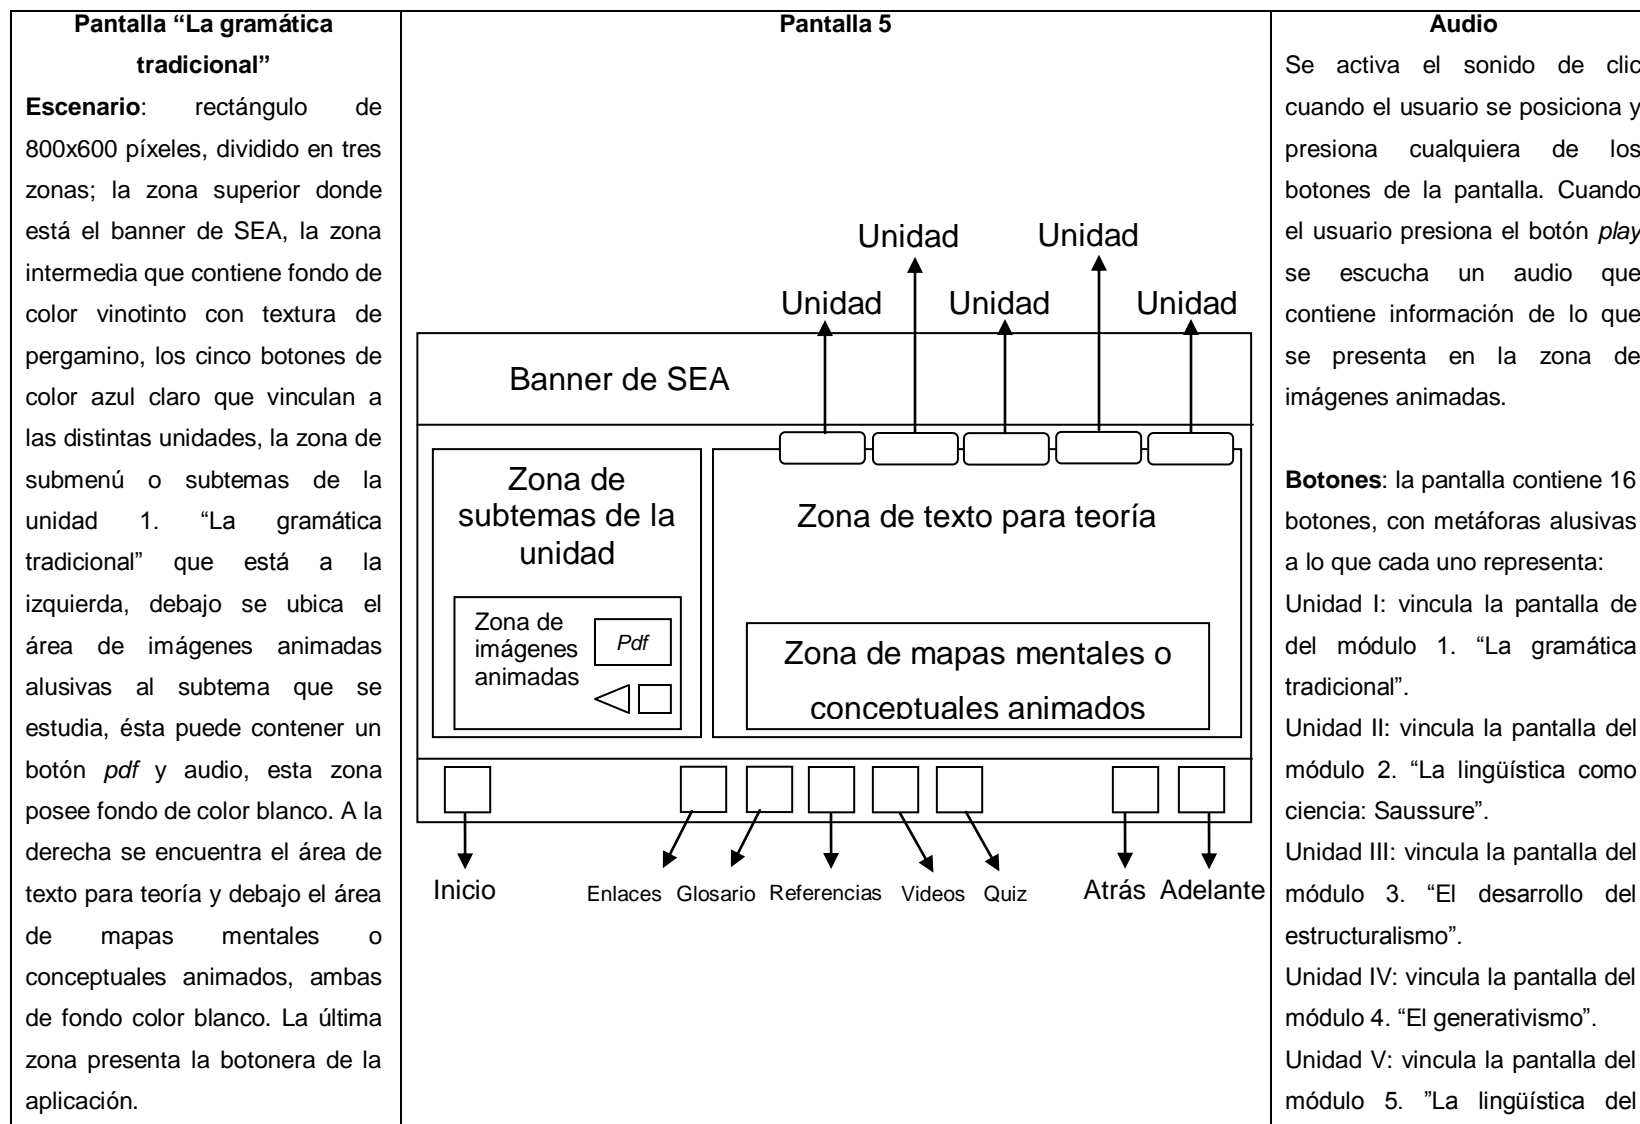 Pantalla “La gramática
tradicional”
Escenario: rectángulo de
800x600 píxeles, dividido en tres
zonas; la zona superior donde
está el banner de SEA, la zona
intermedia que contiene fondo de
color vinotinto con textura de
pergamino, los cinco botones de
color azul claro que vinculan a
las distintas unidades, la zona de
submenú o subtemas de la
unidad 1. “La gramática
tradicional” que está a la
izquierda, debajo se ubica el
área de imágenes animadas
alusivas al subtema que se
estudia, ésta puede contener un
botón pdf y audio, esta zona
posee fondo de color blanco. A la
derecha se encuentra el área de
texto para teoría y debajo el área
de mapas mentales o
conceptuales animados, ambas
de fondo color blanco. La última
zona presenta la botonera de la
aplicación.
Pantalla 5
Unidad Unidad
Unidad Unidad Unidad
Banner de SEA
Zona de
subtemas de la
unidad
Zona de
imágenes
animadas
Pdf
Zona de texto para teoría
Zona de mapas mentales o
conceptuales animados
Inicio Enlaces Glosario Referencias Videos Quiz Atrás Adelante
Audio
Se activa el sonido de clic
cuando el usuario se posiciona y
presiona cualquiera de los
botones de la pantalla. Cuando
el usuario presiona el botón play
se escucha un audio que
contiene información de lo que
se presenta en la zona de
imágenes animadas.
Botones: la pantalla contiene 16
botones, con metáforas alusivas
a lo que cada uno representa:
Unidad I: vincula la pantalla de
del módulo 1. “La gramática
tradicional”.
Unidad II: vincula la pantalla del
módulo 2. “La lingüística como
ciencia: Saussure”.
Unidad III: vincula la pantalla del
módulo 3. “El desarrollo del
estructuralismo”.
Unidad IV: vincula la pantalla del
módulo 4. “El generativismo”.
Unidad V: vincula la pantalla del
módulo 5. ”La lingüística del